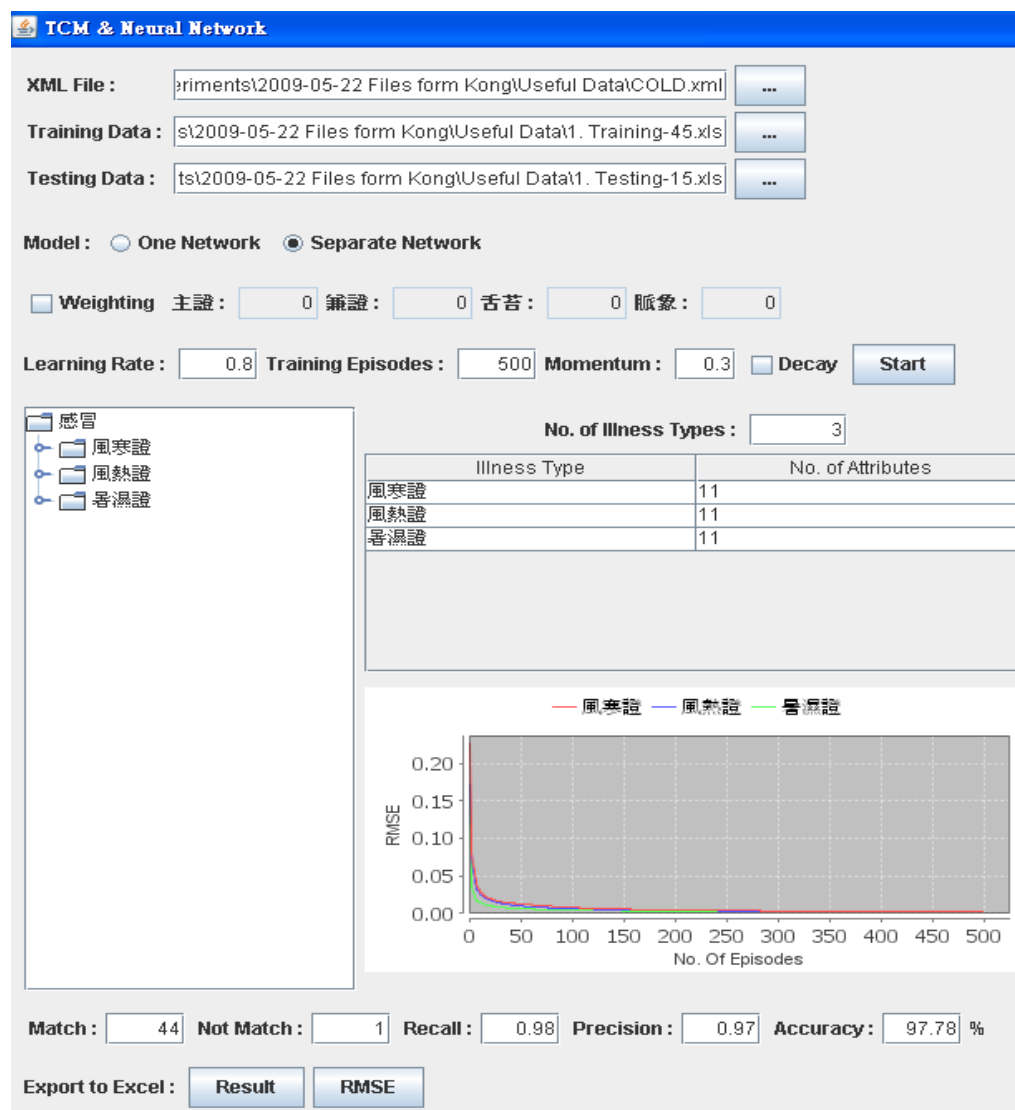 TCM & Neural Network
XML File : eriments\2009-05-22 Files form Kong\Useful Data\COLD.xml ...
Training Data : s\2009-05-22 Files form Kong\Useful Data\1. Training-45.xls ...
Testing Data : ts\2009-05-22 Files form Kong\Useful Data\1. Testing-15.xls ...
Model : One Network Separate Network
Weighting 主證 : 0 兼證 : 0 舌苔 : 0 脈象 : 0
Learning Rate : 0.8 Training Episodes : 500 Momentum : 0.3 Decay Start
感冒
風寒證
風熱證
暑濕證
No. of Illness Types : 3
Illness Type No. of Attributes
風寒證 11
風熱證 11
暑濕證 11
風寒證 風熱證 暑濕證
RMSE
0.20
0.15
0.10
0.05
0.00
0 50 100 150 200 250 300 350 400 450 500
No. Of Episodes
Match : 44 Not Match : 1 Recall : 0.98 Precision : 0.97 Accuracy : 97.78 %
Export to Excel : Result RMSE